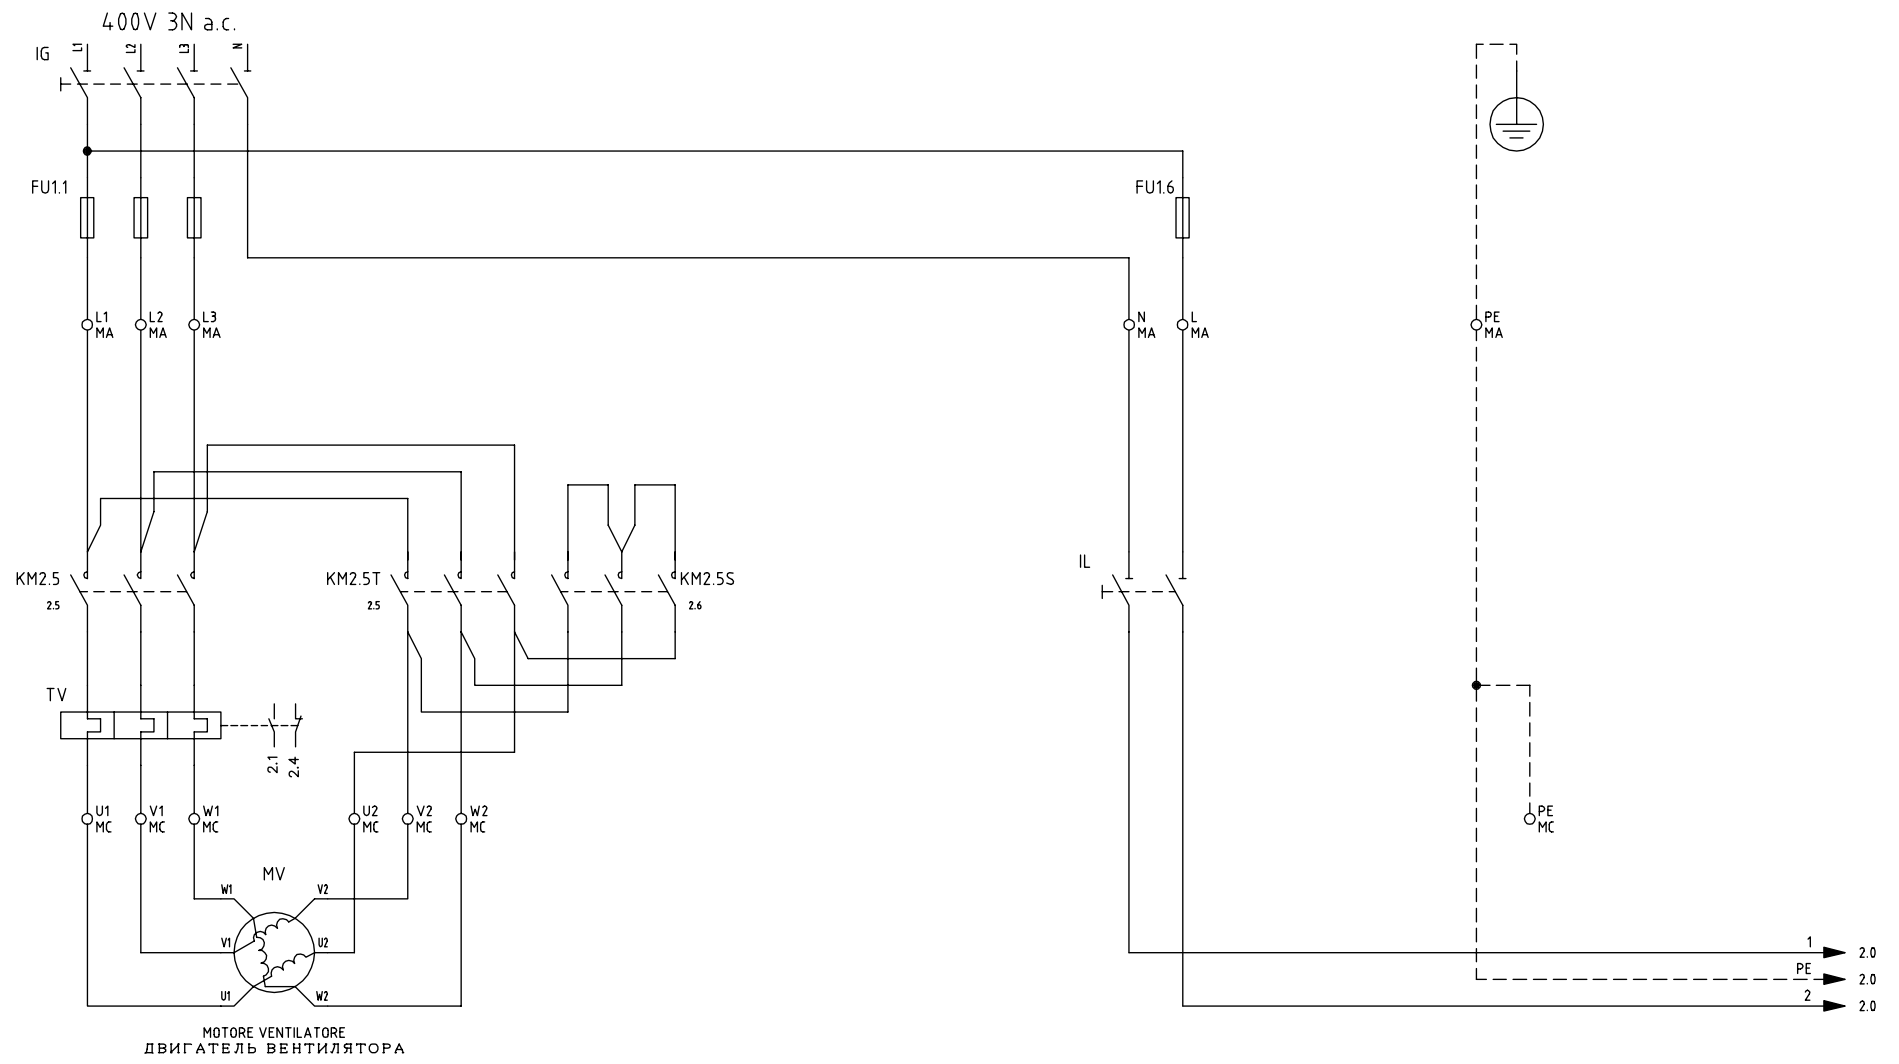 400V 3N a.c.
IG
L1
L2
L3
N
FU1.1
FU1.6
L1
MA
L2
MA
L3
MA
N
MA
L
MA
PE
MA
KM2.5
2.5
KM2.5T
2.5
KM2.5S
2.6
IL
TV
2.1
2.4
U1
MC
V1
MC
W1
MC
U2
MC
V2
MC
W2
MC
PE
MC
MV
W1
V2
V1
U2
U1
W2
1
2.0
PE
2.0
2
2.0
MOTORE VENTILATORE
ДВИГАТЕЛЬ ВЕНТИЛЯТОРА